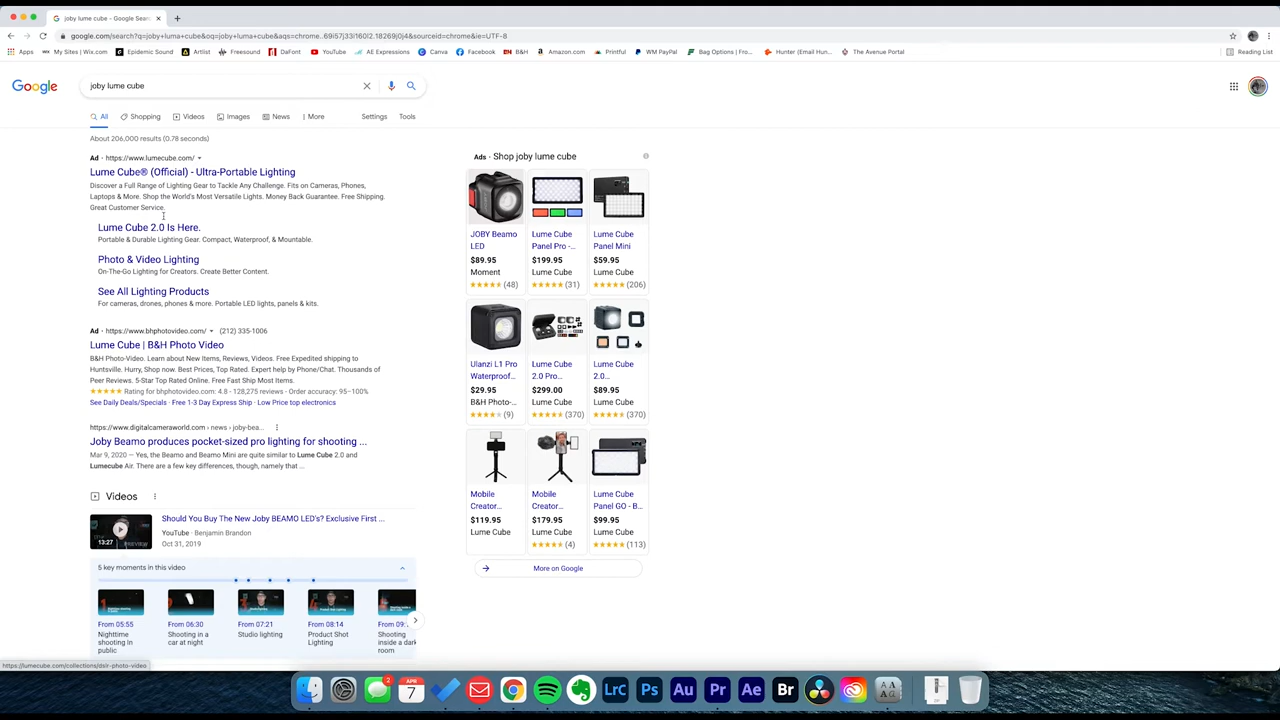 joby lume cube - Google Sear
google.com/search?q=joby+luma+cube&oq=joby+luma+cube&aqs=chrome..69i57j33i160l2.18269j0j4&sourceid=chrome&ie=UTF-8
Apps My Sites | Wix.com Epidemic Sound Artlist Freesound DaFont YouTube AE Expressions Canva Facebook B&H Amazon.com Printful WM PayPal Bag Options | Fro... Hunter (Email Hun... The Avenue Portal Reading List
Google joby lume cube
All Shopping Videos Images News More Settings Tools
About 206,000 results (0.78 seconds)
Ad · https://www.lumecube.com/
Lume Cube® (Official) - Ultra-Portable Lighting
Discover a Full Range of Lighting Gear to Tackle Any Challenge. Fits on Cameras, Phones,
Laptops & More. Shop the World's Most Versatile Lights. Money Back Guarantee. Free Shipping.
Great Customer Service.
Lume Cube 2.0 Is Here.
Portable & Durable Lighting Gear. Compact, Waterproof, & Mountable.
Photo & Video Lighting
On-The-Go Lighting for Creators. Create Better Content.
See All Lighting Products
For cameras, drones, phones & more. Portable LED lights, panels & kits.
Ad · https://www.bhphotovideo.com/ (212) 335-1006
Lume Cube | B&H Photo Video
B&H Photo-Video. Learn about New Items, Reviews, Videos. Free Expedited shipping to
Huntsville. Hurry, Shop now. Best Prices, Top Rated. Expert help by Phone/Chat. Thousands of
Peer Reviews. 5-Star Top Rated Online. Free Fast Ship Most Items.
Rating for bhphotovideo.com: 4.8 - 128,275 reviews - Order accuracy: 95–100%
See Daily Deals/Specials · Free 1-3 Day Express Ship · Low Price top electronics
https://www.digitalcameraworld.com › news › joby-bea...
Joby Beamo produces pocket-sized pro lighting for shooting ...
Mar 9, 2020 — Yes, the Beamo and Beamo Mini are quite similar to Lume Cube 2.0 and
Lumecube Air. There are a few key differences, though, namely that ...
Videos
Should You Buy The New Joby BEAMO LED's? Exclusive First ...
YouTube · Benjamin Brandon
Oct 31, 2019
13:27 PREVIEW
5 key moments in this video
From 05:55 From 06:30 From 07:21 From 08:14 From 09:
Nighttime shooting In public
Shooting in a car at night
Studio lighting
Product Shot Lighting
Shooting inside a dark room
Ads · Shop joby lume cube
JOBY Beamo LED
$89.95
Moment
(48)
Lume Cube Panel Pro -...
$199.95
Lume Cube
(31)
Lume Cube Panel Mini
$59.95
Lume Cube
(206)
Ulanzi L1 Pro Waterproof...
$29.95
B&H Photo-...
(9)
Lume Cube 2.0 Pro...
$299.00
Lume Cube
(370)
Lume Cube 2.0...
$89.95
Lume Cube
(370)
Mobile Creator...
$119.95
Lume Cube
Mobile Creator...
$179.95
Lume Cube
(4)
Lume Cube Panel GO - B...
$99.95
Lume Cube
(113)
More on Google
https://lumecube.com/collections/dslr-photo-video
2
APR
7
LrC Ps Au Pr Ae Br